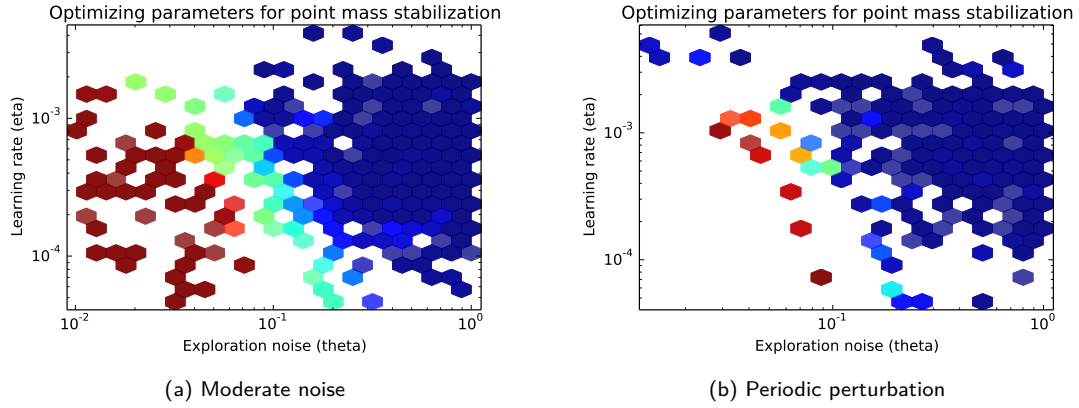 Optimizing parameters for point mass stabilization
Learning rate (eta)
10^-3
10^-4
10^-2
10^-1
10^0
Exploration noise (theta)
(a) Moderate noise
Optimizing parameters for point mass stabilization
Learning rate (eta)
10^-3
10^-4
10^-1
10^0
Exploration noise (theta)
(b) Periodic perturbation